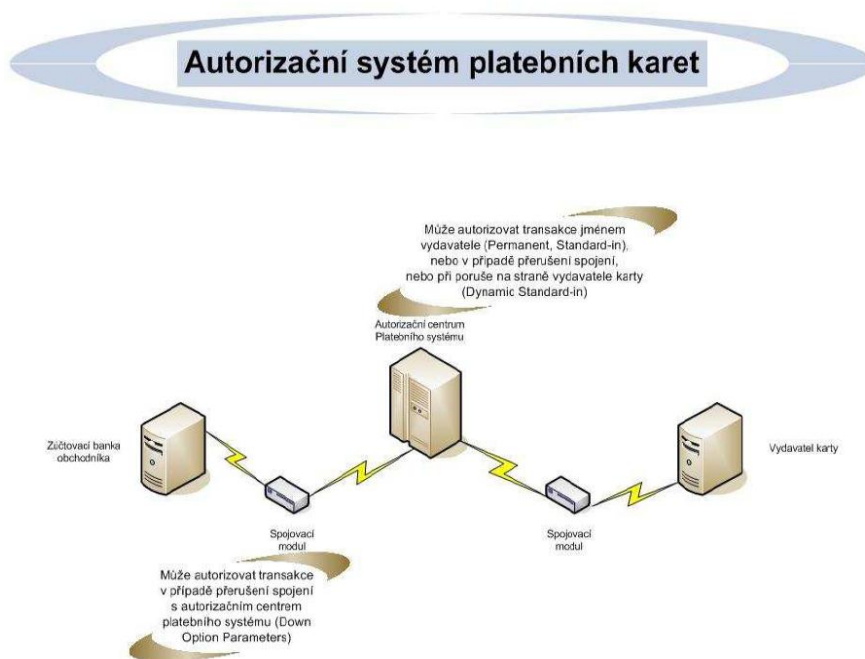 Autorizační systém platebních karet
Může autorizovat transakce jménem
vydavatele (Permanent, Standard-in),
nebo v případě přerušení spojení,
nebo při poruše na straně vydavatele karty
(Dynamic Standard-in)
Autorizační centrum
Platebního systému
Zúčtovací banka
obchodníka
Vydavatel karty
Spojovací
modul
Spojovací
modul
Může autorizovat transakce
v případě přerušení spojení
s autorizačním centrem
platebního systému (Down
Option Parameters)